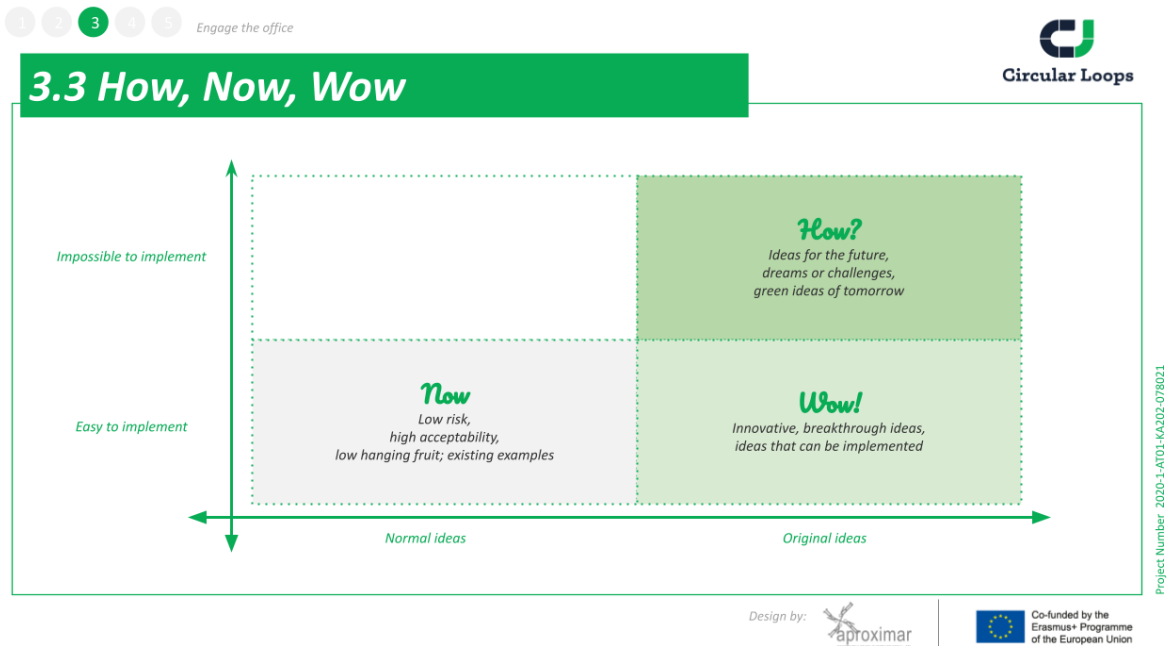 1 2 3 4 5 Engage the office
Circular Loops
3.3 How, Now, Wow
Impossible to implement
How?
Ideas for the future,
dreams or challenges,
green ideas of tomorrow
Easy to implement
Now
Low risk,
high acceptability,
low hanging fruit; existing examples
Wow!
Innovative, breakthrough ideas,
ideas that can be implemented
Normal ideas
Original ideas
Project Number 2020-1-AT01-KA202-078021
Design by:
aproximar
Co-funded by the
Erasmus+ Programme
of the European Union